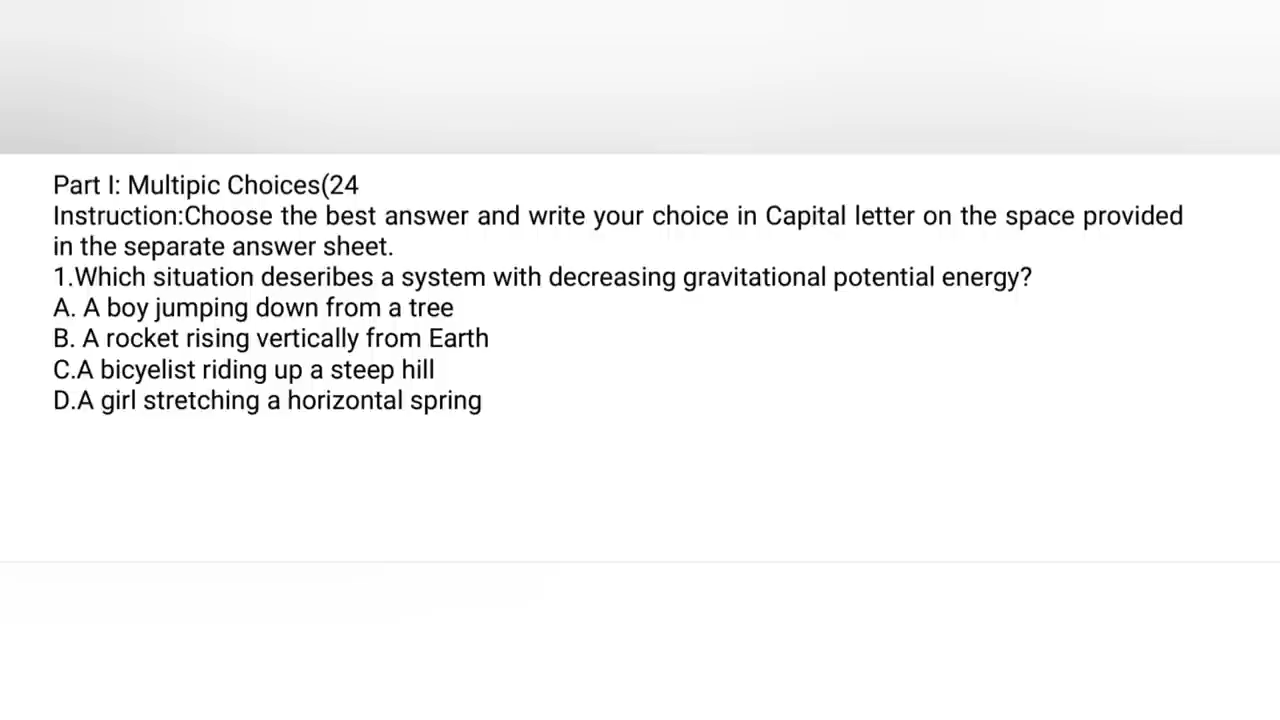 Part I: Multipic Choices(24
Instruction:Choose the best answer and write your choice in Capital letter on the space provided
in the separate answer sheet.
1.Which situation deseribes a system with decreasing gravitational potential energy?
A. A boy jumping down from a tree
B. A rocket rising vertically from Earth
C.A bicyelist riding up a steep hill
D.A girl stretching a horizontal spring